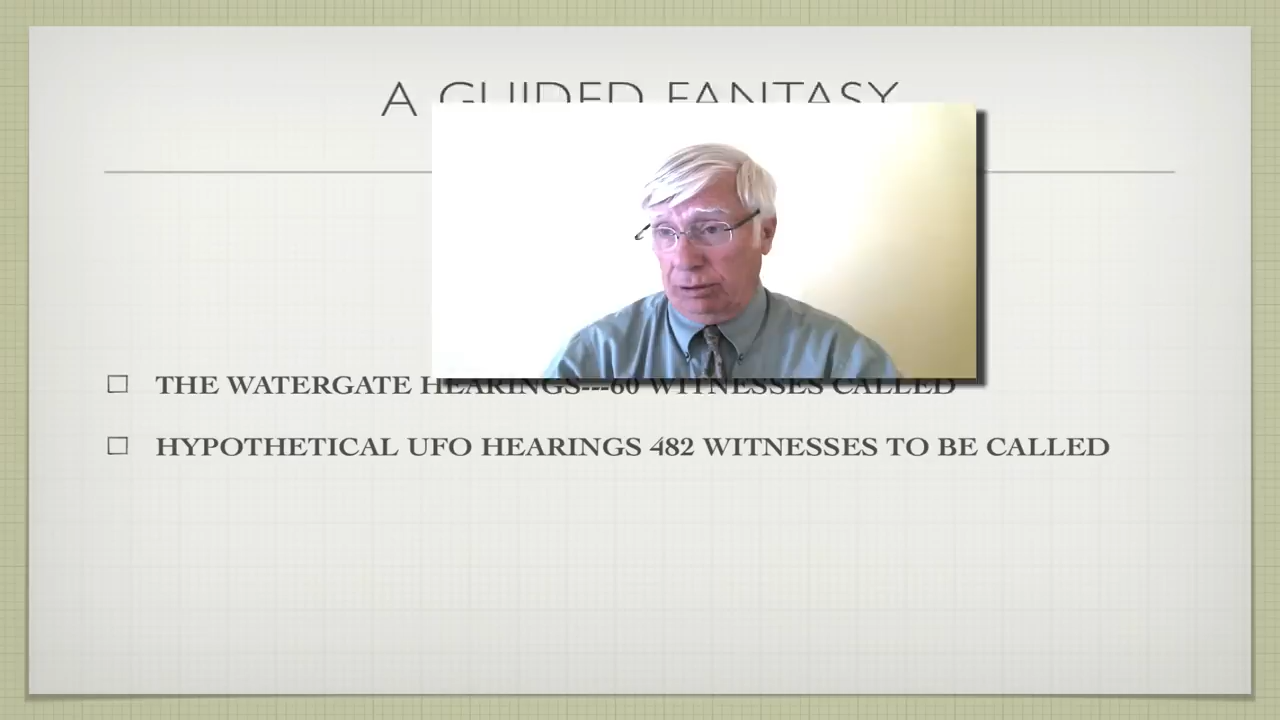 A GUIDED FANTASY
THE WATERGATE HEARINGS---60 WITNESSES CALLED
HYPOTHETICAL UFO HEARINGS 482 WITNESSES TO BE CALLED